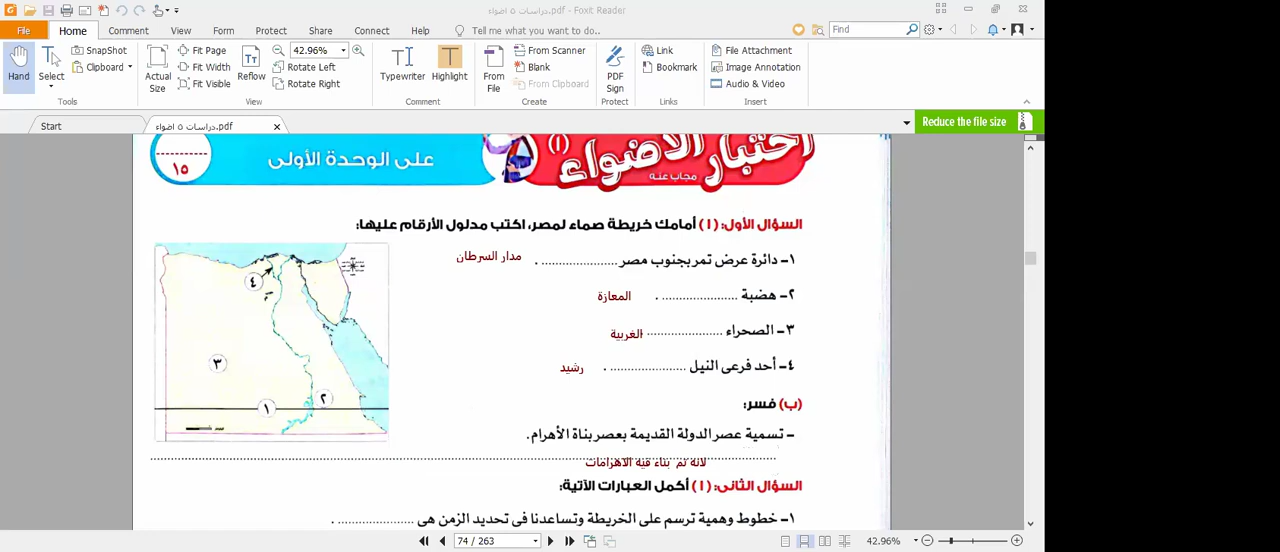 دراسات ٥ اضواء.pdf - Foxit Reader
File Home Comment View Form Protect Share Connect Help Tell me what you want to do.. Find
Hand
Select
SnapShot
Clipboard
Tools
Actual Size
Fit Page
Fit Width
Fit Visible
Reflow
42.96%
Rotate Left
Rotate Right
View
Typewriter
Highlight
Comment
From File
From Scanner
Blank
From Clipboard
Create
PDF Sign
Protect
Link
Bookmark
Links
File Attachment
Image Annotation
Audio & Video
Insert
Start
دراسات ٥ اضواء.pdf
Reduce the file size
اختبار الأضواء (١)
مجاب عنه
على الوحدة الأولى
١٥
السؤال الأول: (١) أمامك خريطة صماء لمصر، اكتب مدلول الأرقام عليها:
١- دائرة عرض تمر بجنوب مصر .................... . مدار السرطان
٢- هضبة .................... . المعازة
٣- الصحراء .................... الغربية
٤- أحد فرعى النيل .................... . رشيد
٤
٣
٢
١
(ب) فسر:
- تسمية عصر الدولة القديمة بعصر بناة الأهرام.
لانه تم بناء فيه الاهرامات
السؤال الثانى: (١) أكمل العبارات الآتية:
١- خطوط وهمية ترسم على الخريطة وتساعدنا فى تحديد الزمن هى .................... .
74 / 263
42.96%